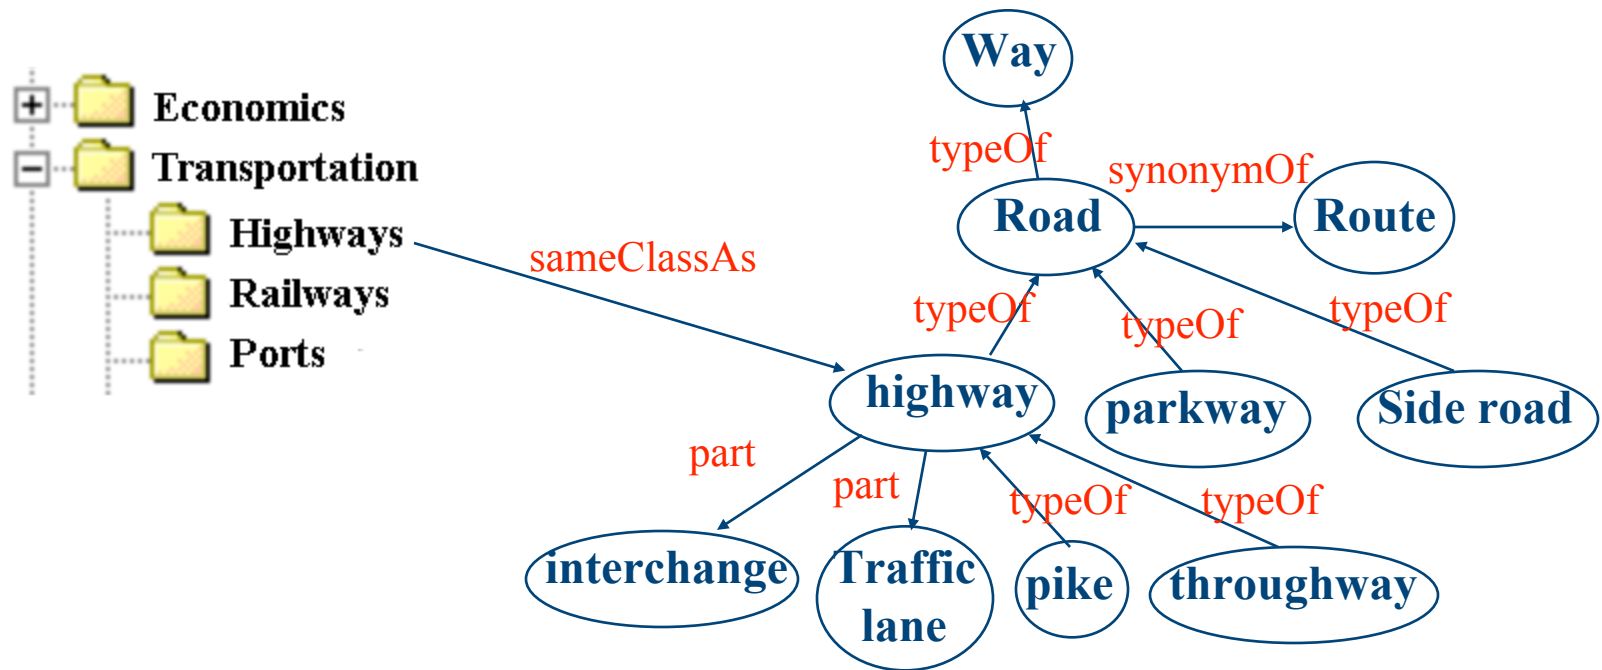 Economics
Transportation
Highways
Railways
Ports
sameClassAs
Way
typeOf
synonymOf
Road
Route
typeOf
typeOf
typeOf
highway
parkway
Side road
part
part
typeOf
typeOf
interchange
Traffic
lane
pike
throughway